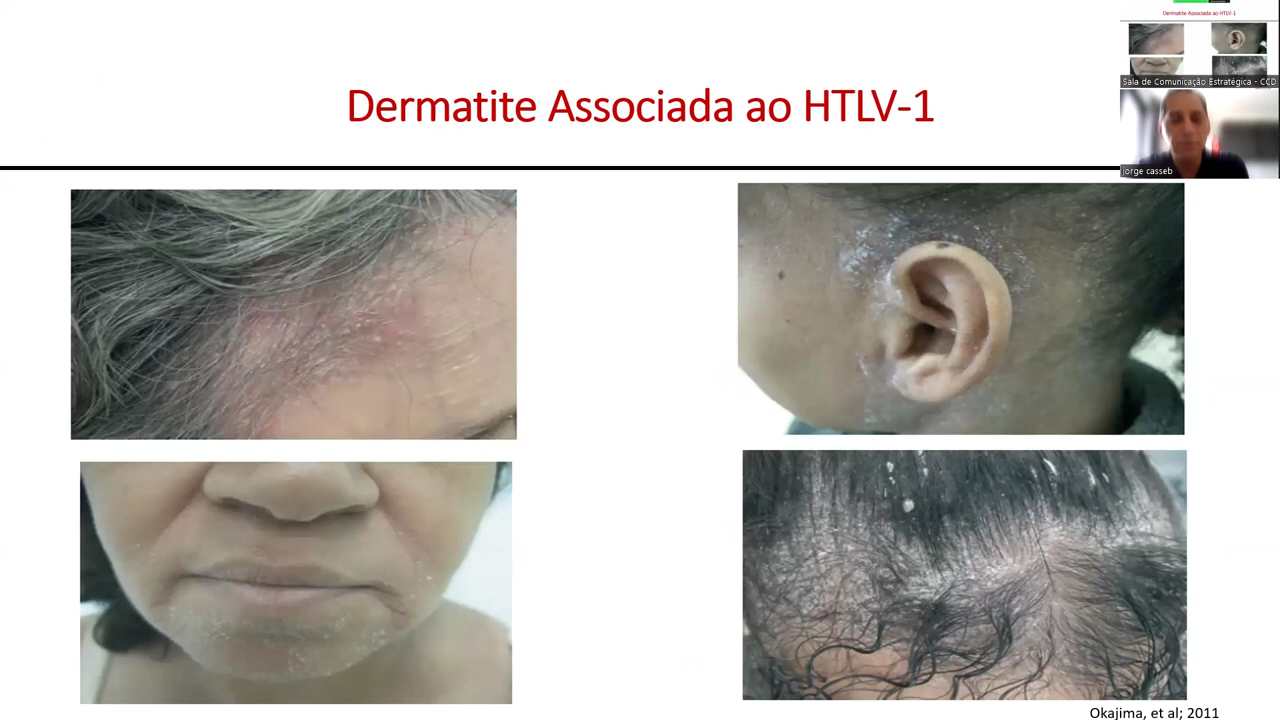 Dermatite Associada ao HTLV-1
Dermatite Associada ao HTLV-1
Sala de Comunicação Estratégica - CCD
jorge casseb
Okajima, et al; 2011